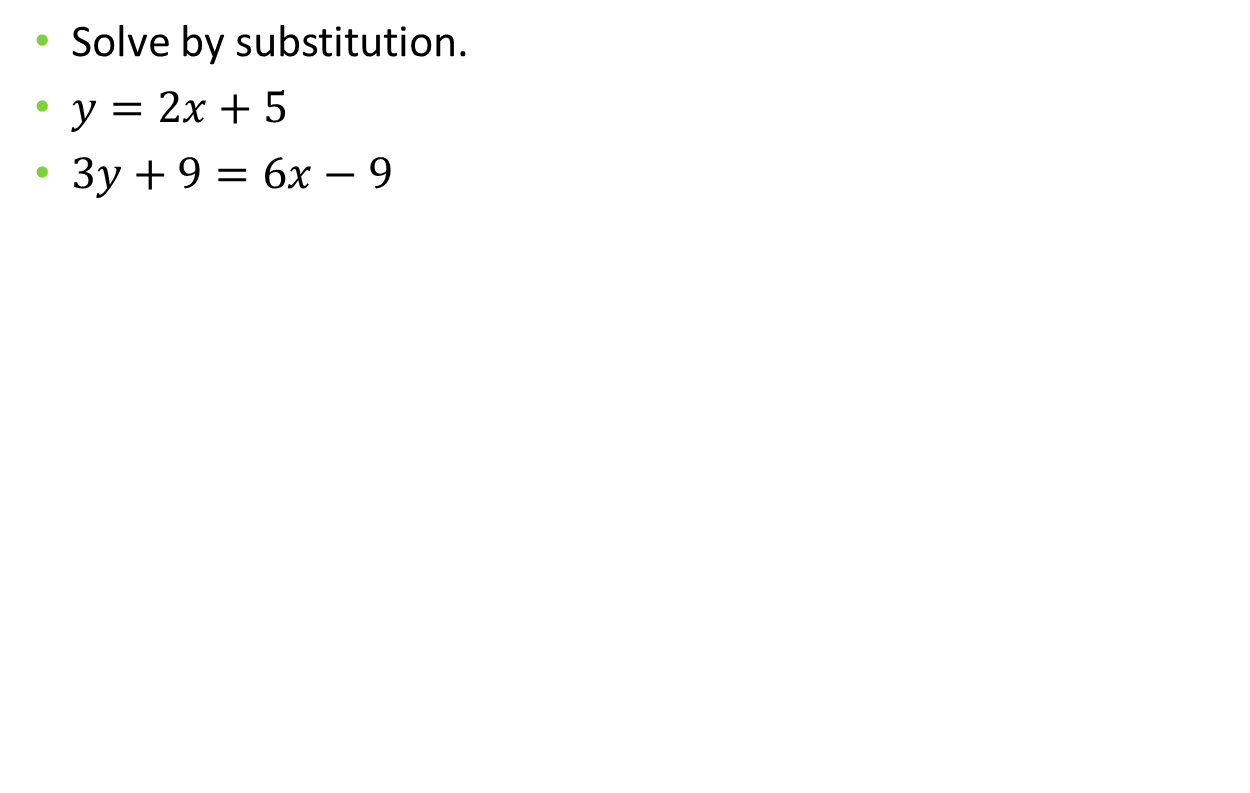 • Solve by substitution.
• y = 2x + 5
• 3y + 9 = 6x − 9